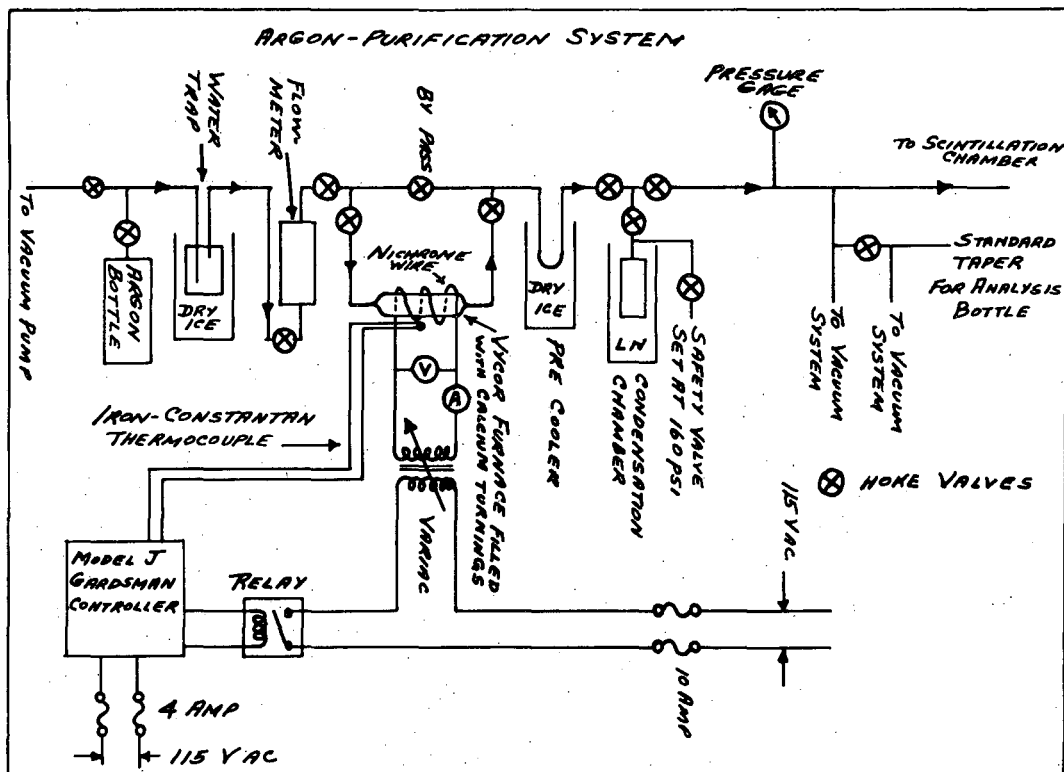 ARGON-PURIFICATION SYSTEM
PRESSURE
GAGE
WATER
TRAP
FLOW-
METER
BY PASS
TO SCINTILLATION
CHAMBER
TO VACUUM PUMP
ARGON
BOTTLE
DRY
ICE
NICHROME
WIRE
DRY
ICE
PRE COOLER
LN
CONDENSATION
CHAMBER
SAFETY VALVE
SET AT 160 PSI
STANDARD
TAPER
FOR ANALYSIS
BOTTLE
TO VACUUM
SYSTEM
TO VACUUM
SYSTEM
VYCOR FURNACE FILLED
WITH CALCIUM TURNINGS
V
A
IRON-CONSTANTAN
THERMOCOUPLE
VARIAC
HOKE VALVES
115 VAC
MODEL J
GARDSMAN
CONTROLLER
RELAY
10 AMP
4 AMP
115 VAC